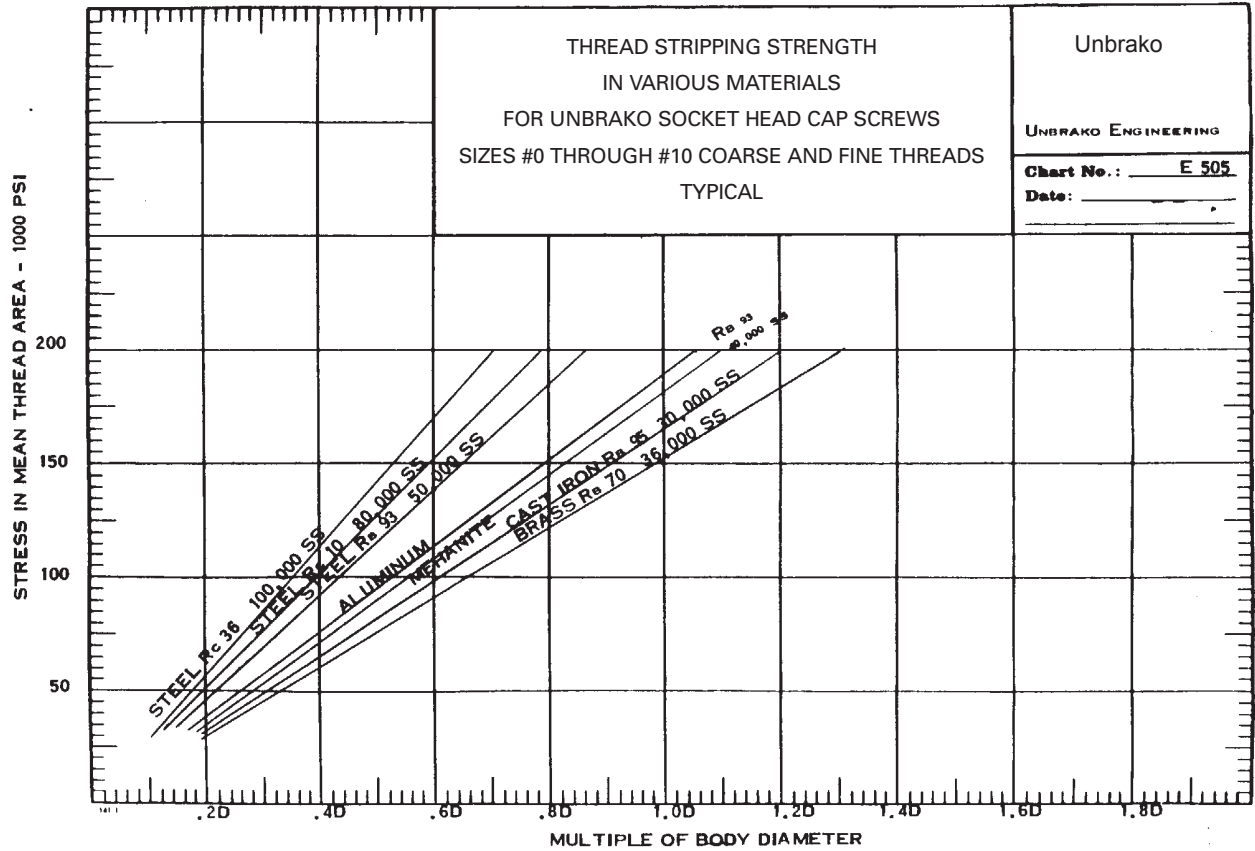 THREAD STRIPPING STRENGTH
IN VARIOUS MATERIALS
FOR UNBRAKO SOCKET HEAD CAP SCREWS
SIZES #0 THROUGH #10 COARSE AND FINE THREADS
TYPICAL
Unbrako
UNBRAKO ENGINEERING
Chart No.: E 505
Date:
STRESS IN MEAN THREAD AREA - 1000 PSI
200
150
100
50
STEEL Rc 36 100,000 SS
STEEL Rc 10 80,000 SS
STEEL RB 93 50,000 SS
ALUMINUM
RB 93
40,000 SS
MEHANITE CAST IRON RB 95 30,000 SS
BRASS RB 70 36,000 SS
.2D .4D .6D .8D 1.0D 1.2D 1.4D 1.6D 1.8D
MULTIPLE OF BODY DIAMETER